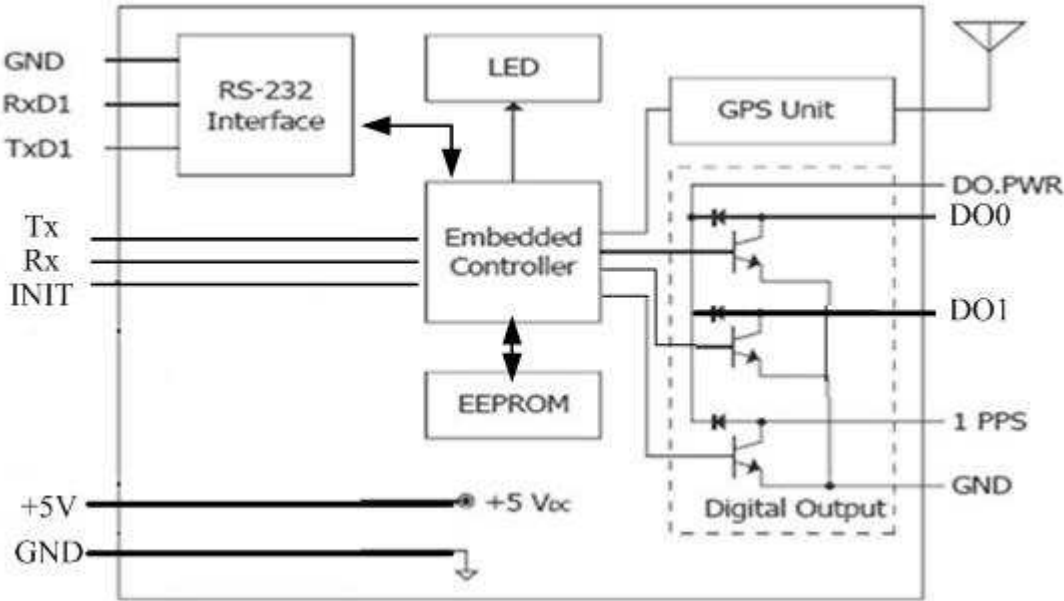 GND
RxD1
TxD1
RS-232
Interface
LED
GPS Unit
DO.PWR
DO0
Tx
Rx
INIT
Embedded
Controller
DO1
EEPROM
1 PPS
GND
Digital Output
+5V
+5 VDC
GND